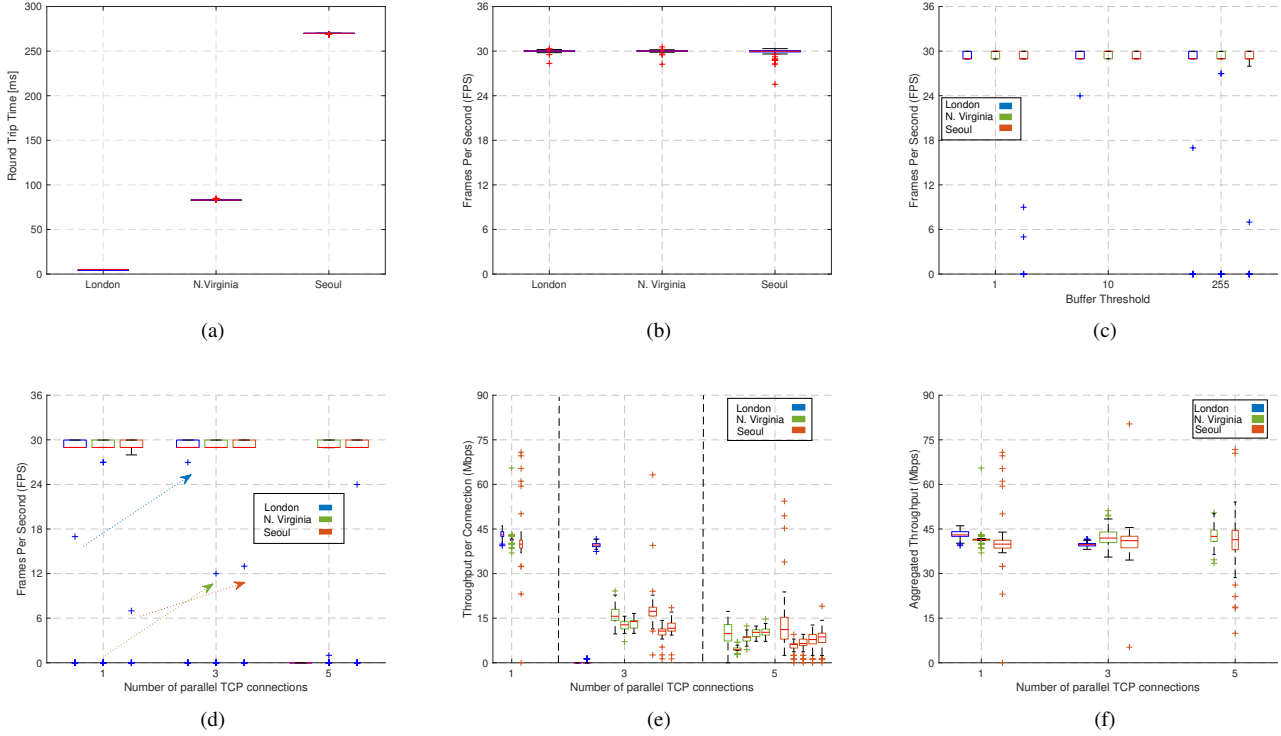 Round Trip Time [ms]
300
250
200
150
100
50
0
London
N.Virginia
Seoul
(a)
Frames Per Second (FPS)
36
30
24
18
12
6
0
London
N. Virginia
Seoul
(b)
Frames Per Second (FPS)
36
30
24
18
12
6
0
London
N. Virginia
Seoul
1
10
255
Buffer Threshold
(c)
Frames Per Second (FPS)
36
30
24
18
12
6
0
London
N. Virginia
Seoul
1
3
5
Number of parallel TCP connections
(d)
Throughput per Connection (Mbps)
90
75
60
45
30
15
0
London
N. Virginia
Seoul
1
3
5
Number of parallel TCP connections
(e)
Aggregated Throughput (Mbps)
90
75
60
45
30
15
0
London
N. Virginia
Seoul
1
3
5
Number of parallel TCP connections
(f)